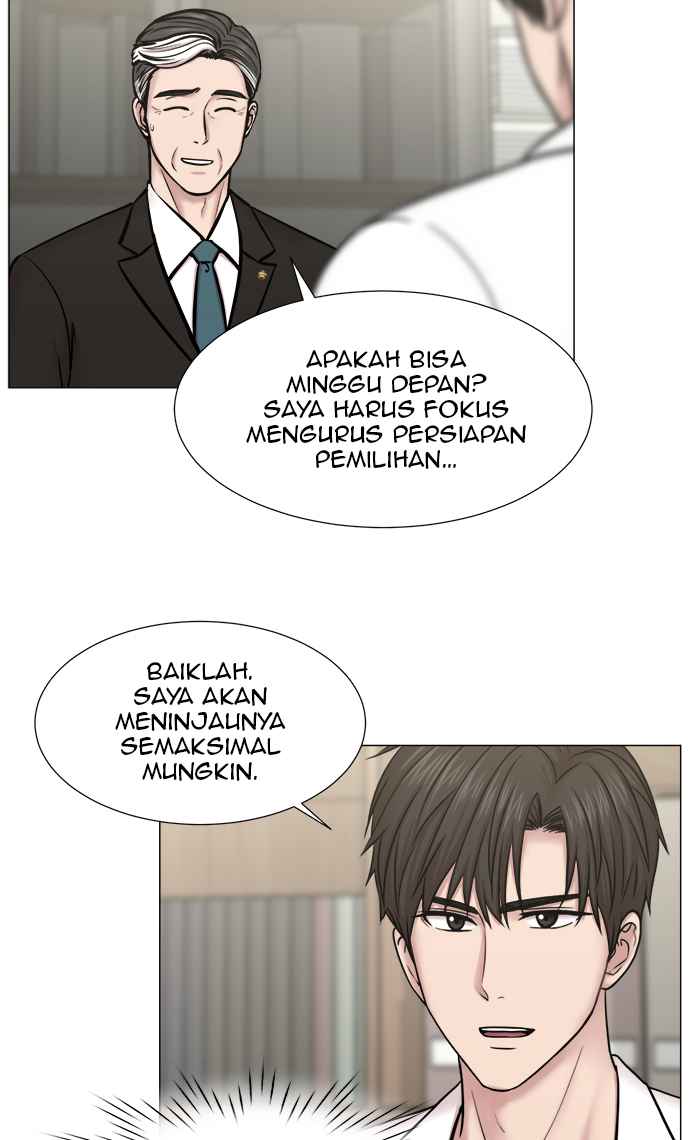 APAKAH BISA
MINGGU DEPAN?
SAYA HARUS FOKUS
MENGURUS PERSIAPAN
PEMILIHAN...
BAIKLAH,
SAYA AKAN
MENINJAUNYA
SEMAKSIMAL
MUNGKIN.